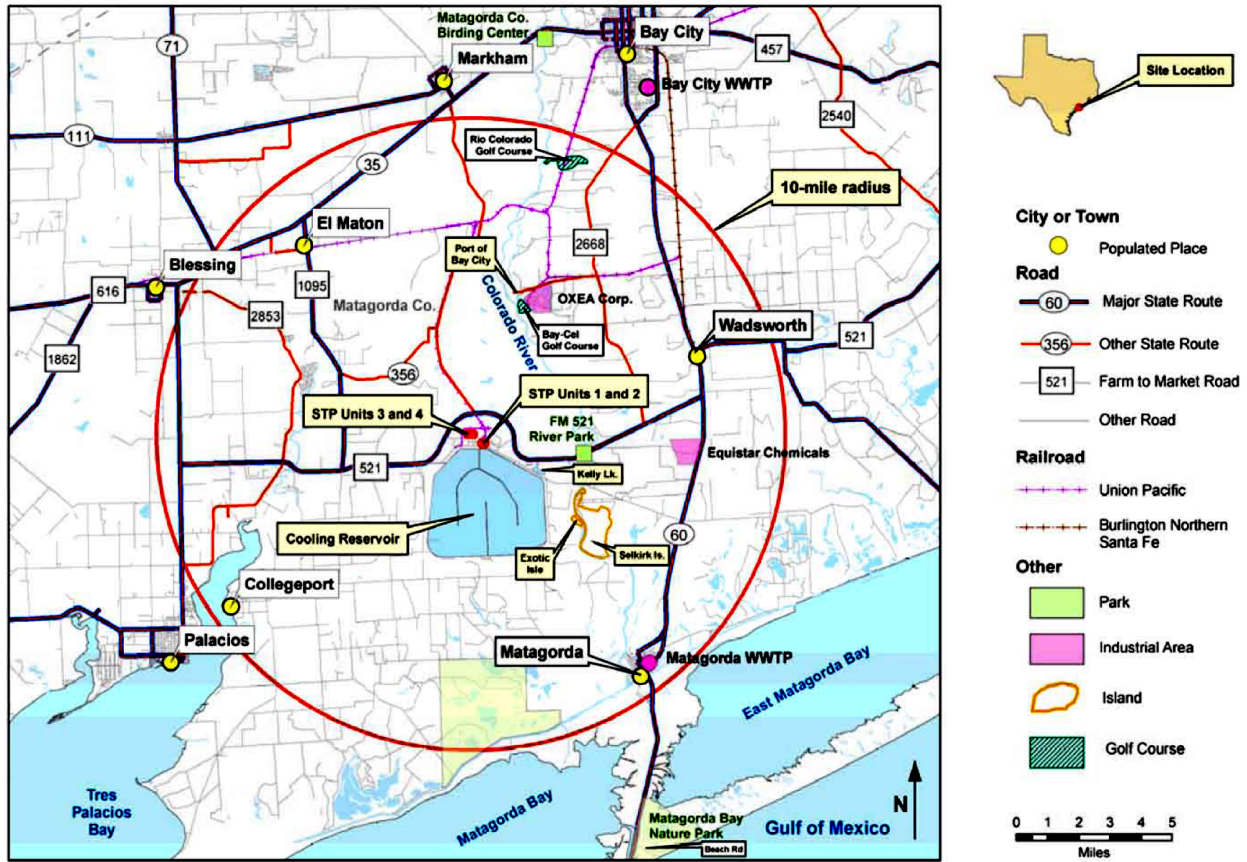 Matagorda Co.
Birding Center
Bay City
71
Markham
457
Bay City WWTP
2540
111
Rio Colorado
Golf Course
35
10-mile radius
El Maton
2668
Blessing
Port of
Bay City
616
1095
OXEA Corp.
2853
Matagorda Co.
Colorado River
Bay-Cel
Golf Course
Wadsworth
521
1862
356
STP Units 1 and 2
STP Units 3 and 4
FM 521
River Park
Equistar Chemicals
521
Kelly Lk.
Cooling Reservoir
60
Exotic
Isle
Selkirk Is.
Collegeport
Palacios
Matagorda
Matagorda WWTP
East Matagorda Bay
Tres
Palacios
Bay
Matagorda Bay
N
Matagorda Bay
Nature Park
Gulf of Mexico
Beach Rd
Site Location
City or Town
Populated Place
Road
60 Major State Route
356 Other State Route
521 Farm to Market Road
Other Road
Railroad
Union Pacific
Burlington Northern
Santa Fe
Other
Park
Industrial Area
Island
Golf Course
0 1 2 3 4 5
Miles